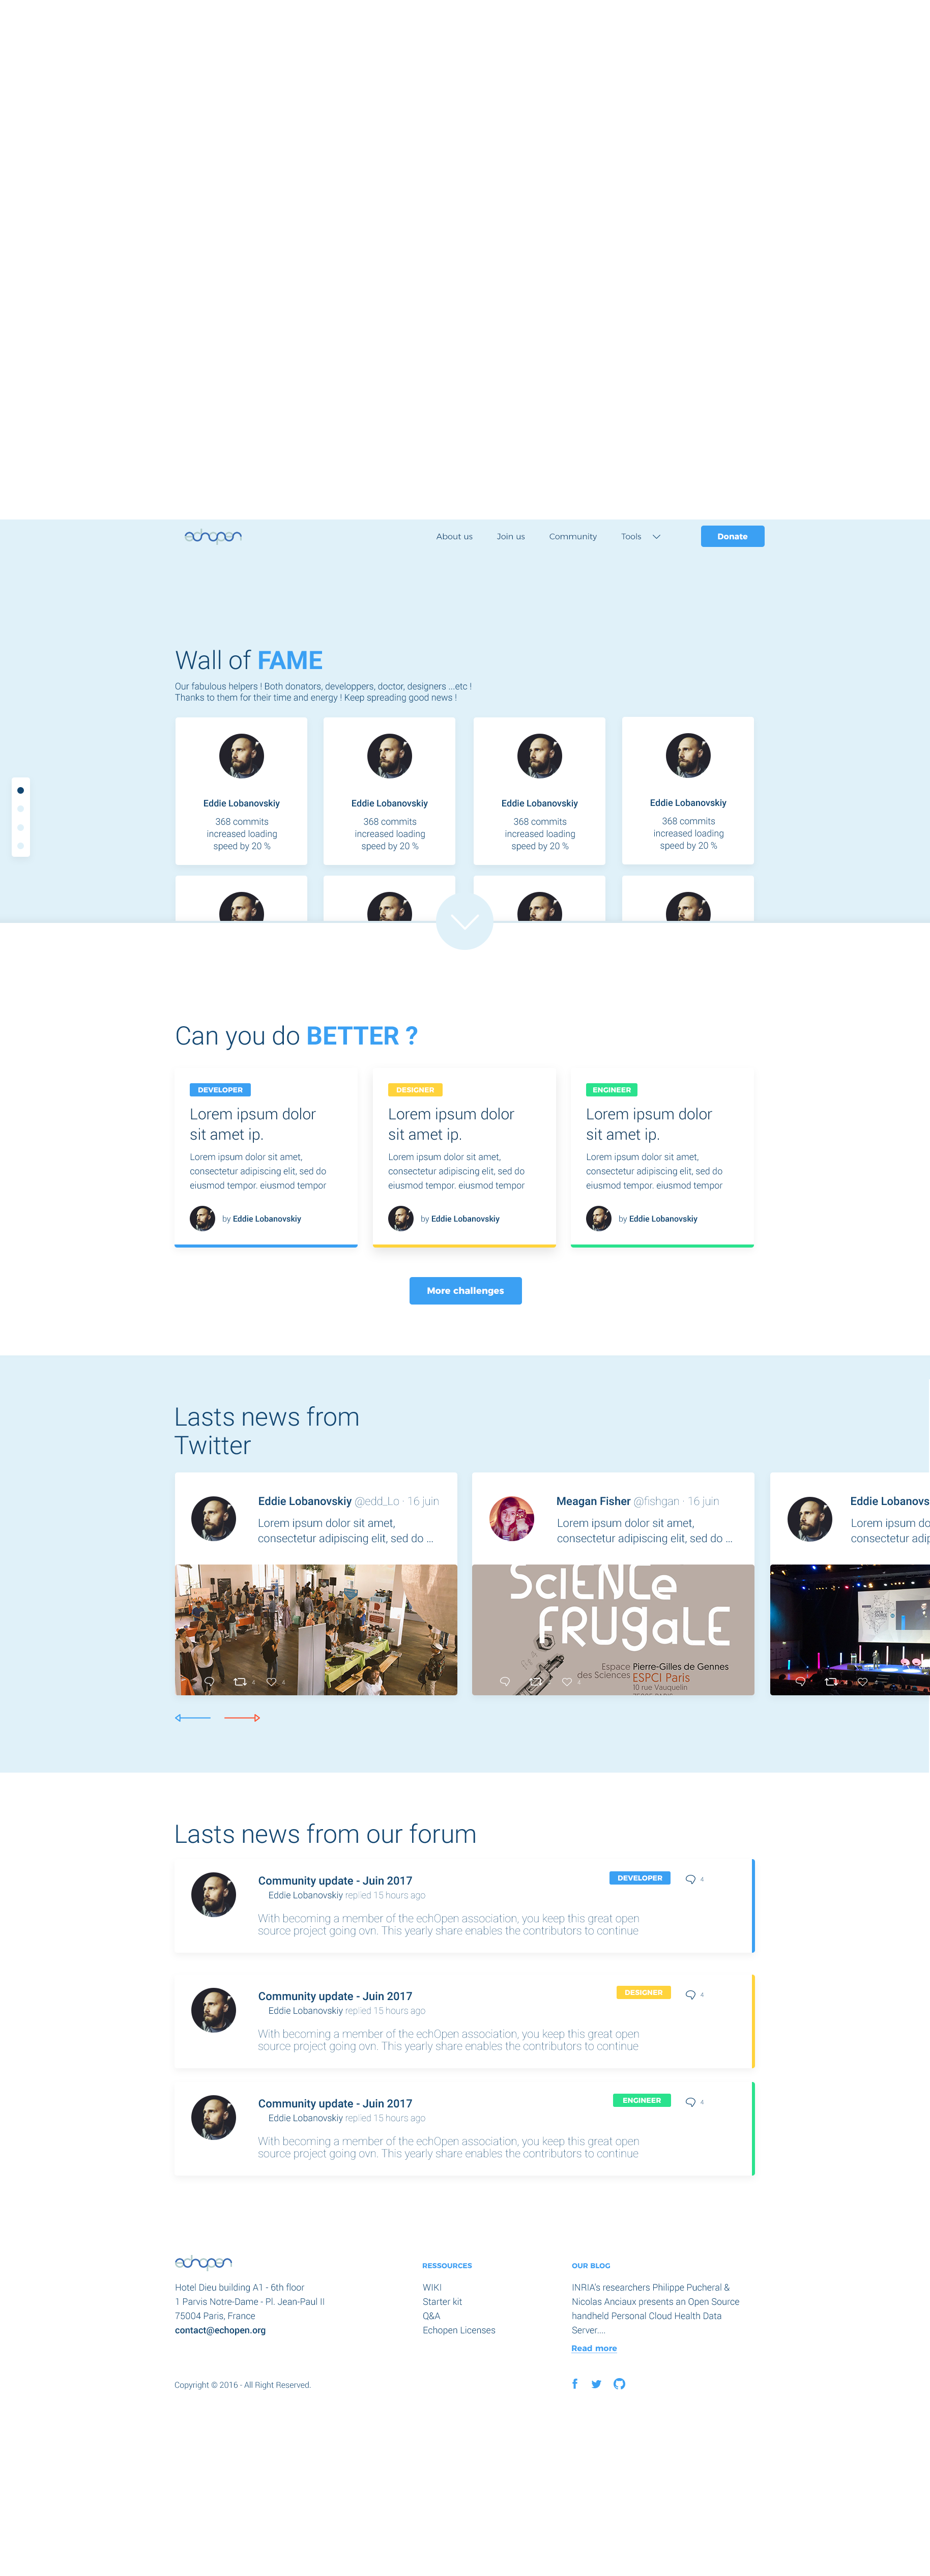 echopen
About us
Join us
Community
Tools
Donate
Wall of FAME
Our fabulous helpers ! Both donators, developpers, doctor, designers ...etc !
Thanks to them for their time and energy ! Keep spreading good news !
Eddie Lobanovskiy
368 commits
increased loading
speed by 20 %
Eddie Lobanovskiy
368 commits
increased loading
speed by 20 %
Eddie Lobanovskiy
368 commits
increased loading
speed by 20 %
Eddie Lobanovskiy
368 commits
increased loading
speed by 20 %
Can you do BETTER ?
DEVELOPER
Lorem ipsum dolor
sit amet ip.
Lorem ipsum dolor sit amet,
consectetur adipiscing elit, sed do
eiusmod tempor. eiusmod tempor
by Eddie Lobanovskiy
DESIGNER
Lorem ipsum dolor
sit amet ip.
Lorem ipsum dolor sit amet,
consectetur adipiscing elit, sed do
eiusmod tempor. eiusmod tempor
by Eddie Lobanovskiy
ENGINEER
Lorem ipsum dolor
sit amet ip.
Lorem ipsum dolor sit amet,
consectetur adipiscing elit, sed do
eiusmod tempor. eiusmod tempor
by Eddie Lobanovskiy
More challenges
Lasts news from
Twitter
Eddie Lobanovskiy @edd_Lo · 16 juin
Lorem ipsum dolor sit amet,
consectetur adipiscing elit, sed do ...
Meagan Fisher @fishgan · 16 juin
Lorem ipsum dolor sit amet,
consectetur adipiscing elit, sed do ...
SCIENCE
FRUGALE
Espace Pierre-Gilles de Gennes
des Sciences ESPCI Paris
10 rue Vauquelin
Eddie Lobanovs
Lorem ipsum do
consectetur adip
Lasts news from our forum
Community update - Juin 2017
Eddie Lobanovskiy replied 15 hours ago
With becoming a member of the echOpen association, you keep this great open
source project going ovn. This yearly share enables the contributors to continue
DEVELOPER
4
Community update - Juin 2017
Eddie Lobanovskiy replied 15 hours ago
With becoming a member of the echOpen association, you keep this great open
source project going ovn. This yearly share enables the contributors to continue
DESIGNER
4
Community update - Juin 2017
Eddie Lobanovskiy replied 15 hours ago
With becoming a member of the echOpen association, you keep this great open
source project going ovn. This yearly share enables the contributors to continue
ENGINEER
4
echopen
Hotel Dieu building A1 - 6th floor
1 Parvis Notre-Dame - Pl. Jean-Paul II
75004 Paris, France
contact@echopen.org
RESSOURCES
WIKI
Starter kit
Q&A
Echopen Licenses
OUR BLOG
INRIA's researchers Philippe Pucheral &
Nicolas Anciaux presents an Open Source
handheld Personal Cloud Health Data
Server....
Read more
Copyright © 2016 - All Right Reserved.